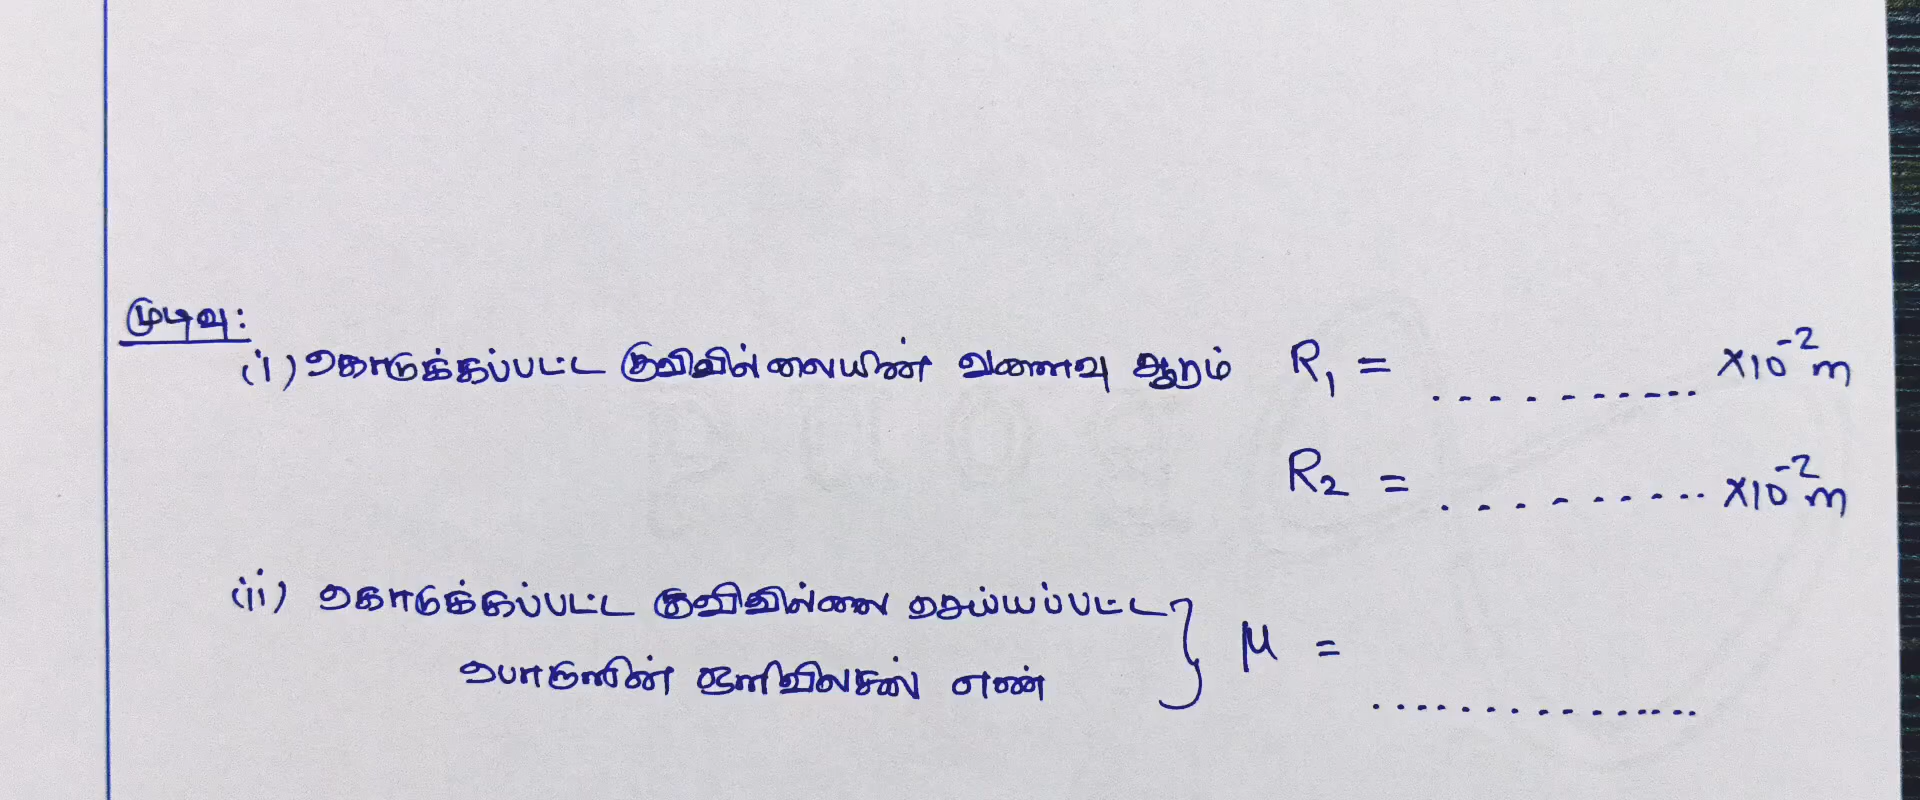 முடிவு:
(i) கொடுக்கப்பட்ட குவிவில்லையின் வளைவு ஆரம் R₁ = ............ ×10⁻² m
R₂ = ............ ×10⁻² m
(ii) கொடுக்கப்பட்ட குவிவில்லை செய்யப்பட்ட
பொருளின் ஒளிவிலகல் எண் } μ = ...............